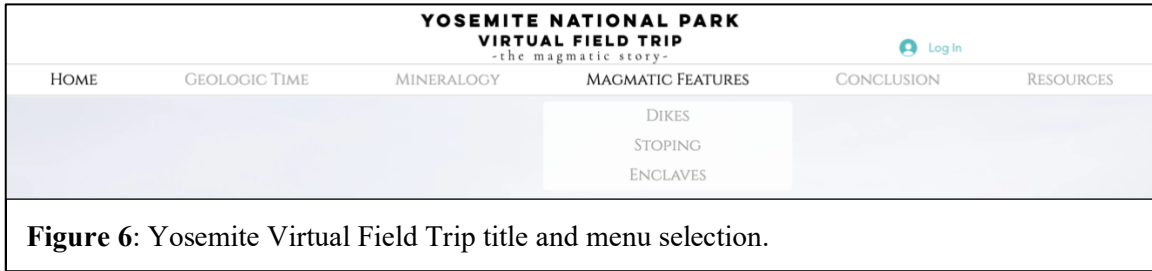 YOSEMITE NATIONAL PARK
VIRTUAL FIELD TRIP
-the magmatic story-
Log In
HOME GEOLOGIC TIME MINERALOGY MAGMATIC FEATURES CONCLUSION RESOURCES
DIKES
STOPING
ENCLAVES
Figure 6: Yosemite Virtual Field Trip title and menu selection.